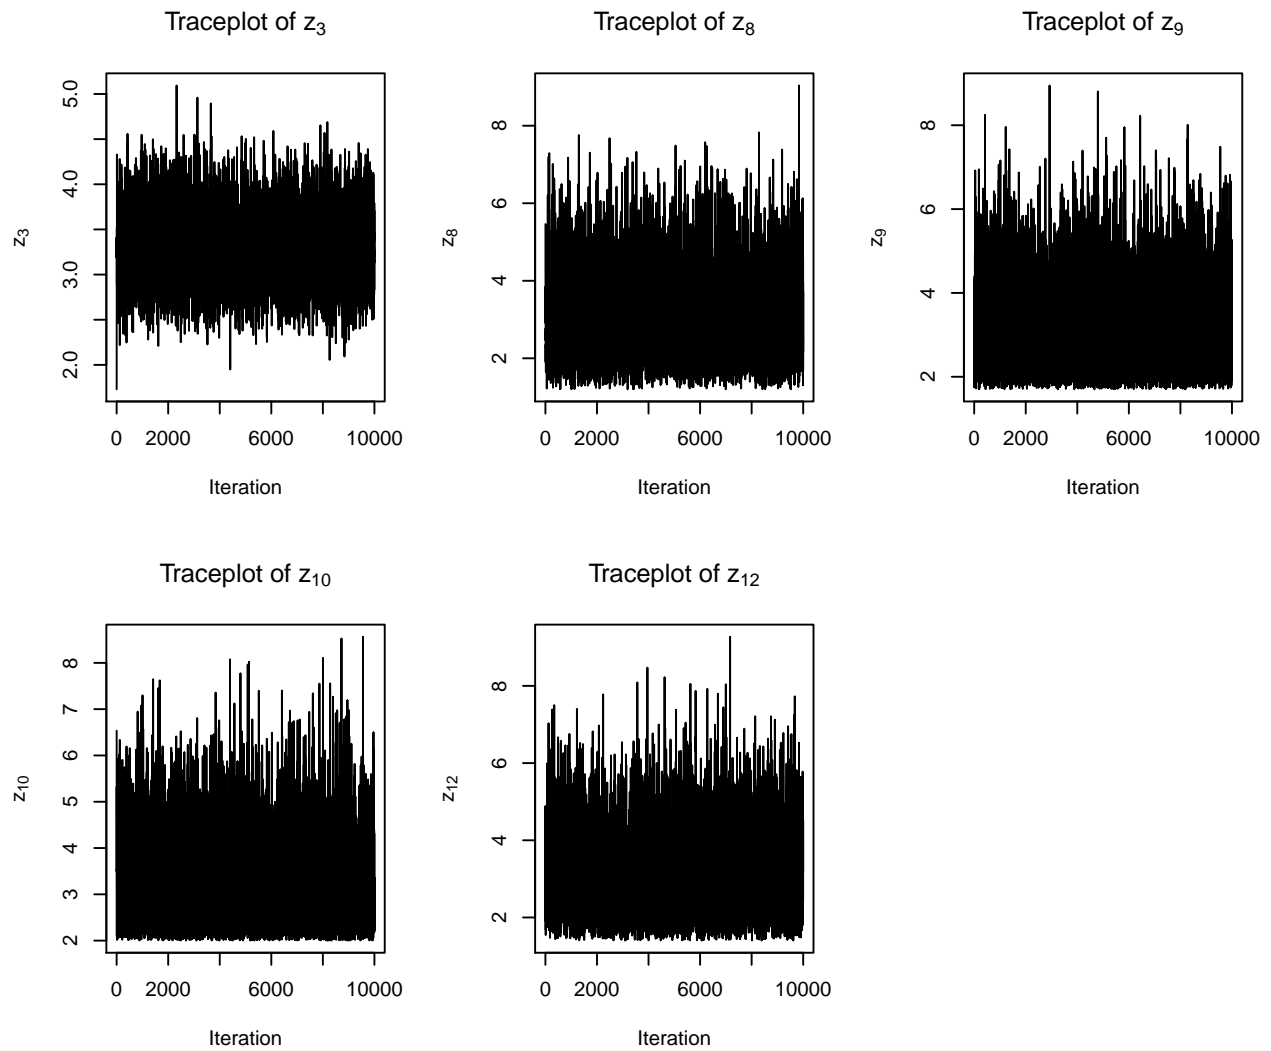 Traceplot of z₃
z₃
5.0
4.0
3.0
2.0
0 2000 6000 10000
Iteration
Traceplot of z₈
z₈
8
6
4
2
0 2000 6000 10000
Iteration
Traceplot of z₉
z₉
8
6
4
2
0 2000 6000 10000
Iteration
Traceplot of z₁₀
z₁₀
8
7
6
5
4
3
2
0 2000 6000 10000
Iteration
Traceplot of z₁₂
z₁₂
8
6
4
2
0 2000 6000 10000
Iteration